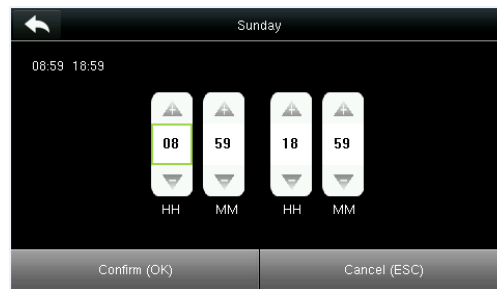 Sunday
08:59 18:59
08 59 18 59
HH MM HH MM
Confirm (OK) Cancel (ESC)